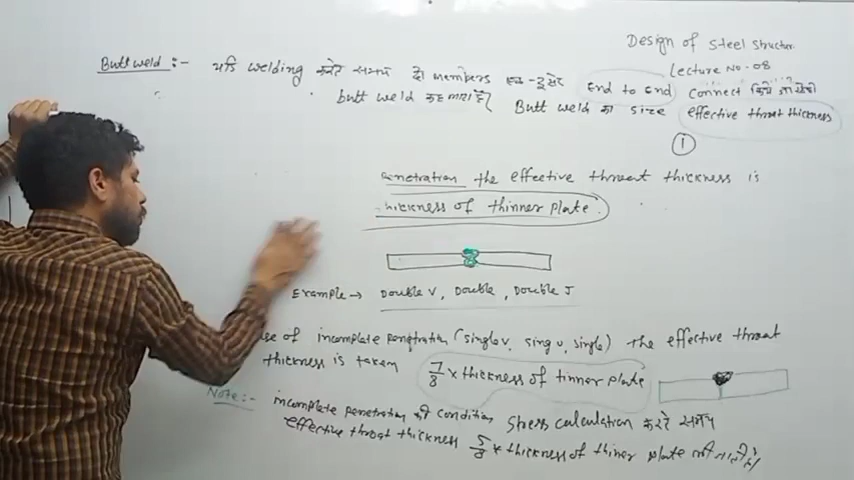 Design of Steel Structur
Lecture No-08
Butt weld :- यदि welding करते समय दो members एक-दूसरे End to end connect किये
butt weld कहलाता है। Butt weld का size effective throat thickness
1
penetration the effective throat thickness is
thickness of thinner plate.
Example → Double V, Double , Double J
of incomplete penetration (single v, sing u, single) the effective throat
thickness is taken 7/8 x thickness of tinner plate
Note:- incomplete penetration की condition stress calculation करते समय
effective throat thickness 5/8 x thickness of thiner plate